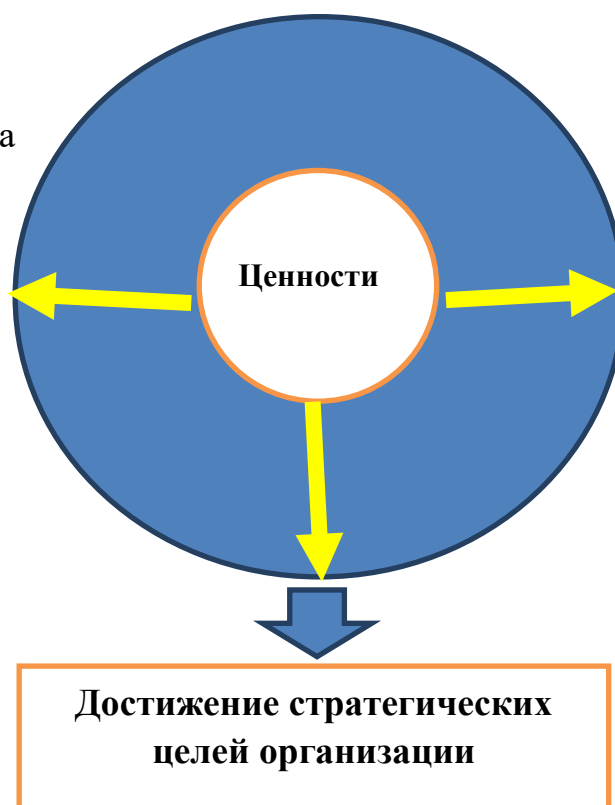 а
Ценности
Достижение стратегических
целей организации